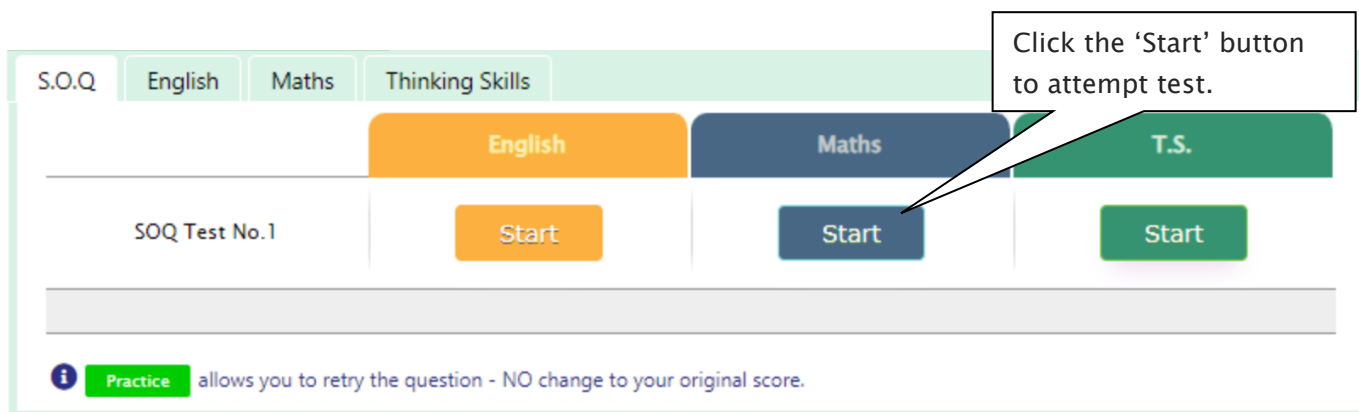 Click the ‘Start’ button
to attempt test.
S.O.Q English Maths Thinking Skills
English Maths T.S.
SOQ Test No.1 Start Start Start
Practice allows you to retry the question - NO change to your original score.